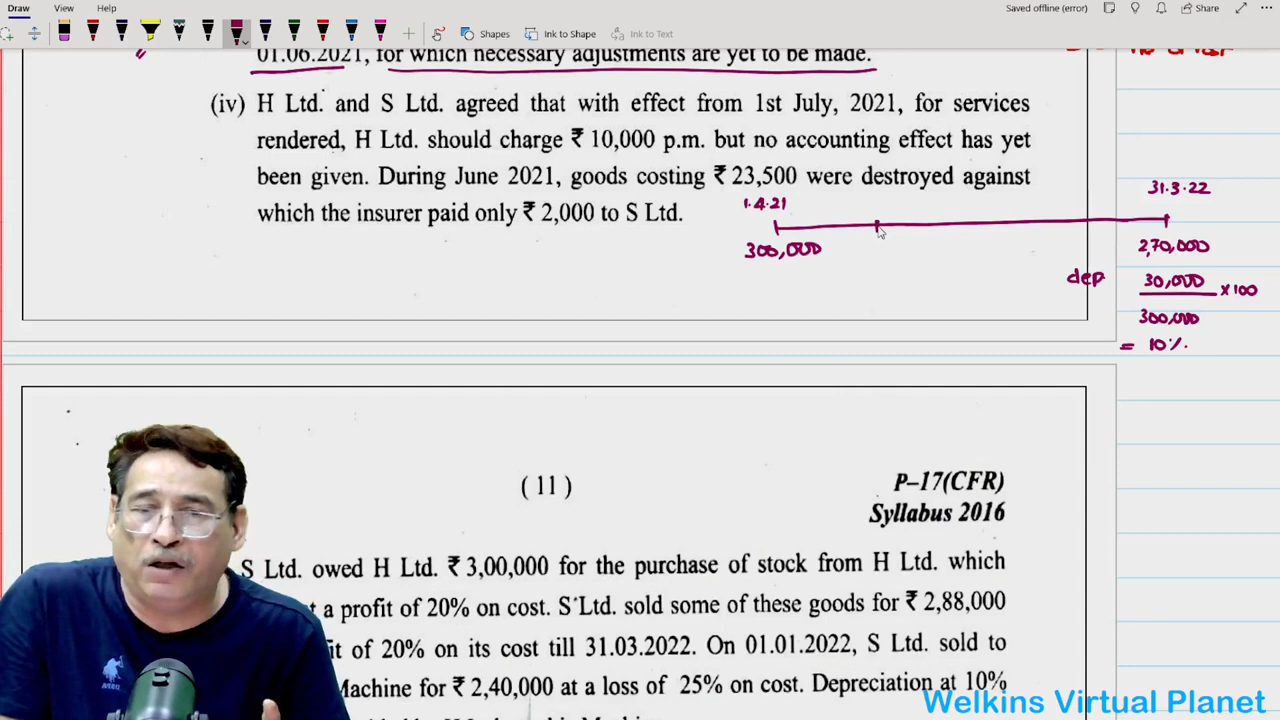 Draw View Help Saved offline (error) Share
Shapes Ink to Shape Ink to Text
01.06.2021, for which necessary adjustments are yet to be made.
(iv) H Ltd. and S Ltd. agreed that with effect from 1st July, 2021, for services
rendered, H Ltd. should charge ₹ 10,000 p.m. but no accounting effect has yet
been given. During June 2021, goods costing ₹ 23,500 were destroyed against
which the insurer paid only ₹ 2,000 to S Ltd.
1.4.21
31.3.22
300,000
2,70,000
dep 30,000 x100
300,000
= 10%.
( 11 )
P–17(CFR)
Syllabus 2016
S Ltd. owed H Ltd. ₹ 3,00,000 for the purchase of stock from H Ltd. which
a profit of 20% on cost. S Ltd. sold some of these goods for ₹ 2,88,000
of 20% on its cost till 31.03.2022. On 01.01.2022, S Ltd. sold to
Machine for ₹ 2,40,000 at a loss of 25% on cost. Depreciation at 10%
Welkins Virtual Planet